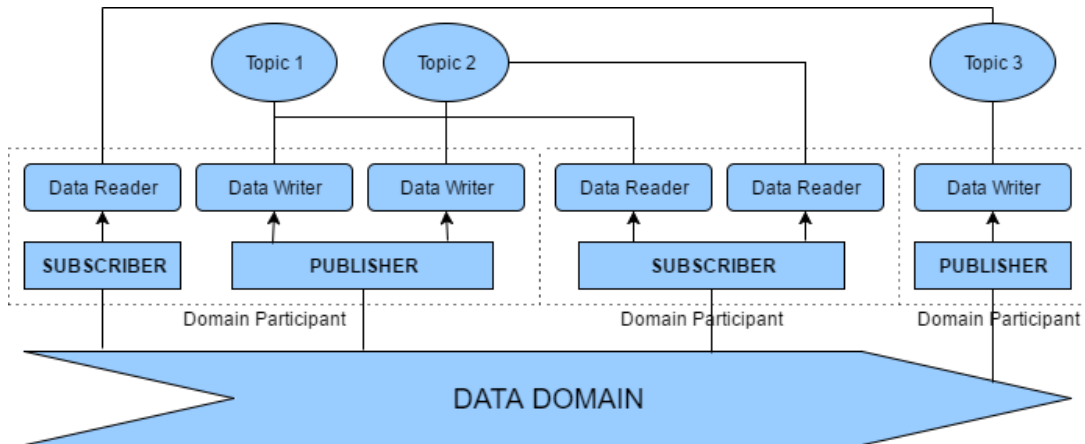 Topic 1
Topic 2
Topic 3
Data Reader
Data Writer
Data Writer
Data Reader
Data Reader
Data Writer
SUBSCRIBER
PUBLISHER
SUBSCRIBER
PUBLISHER
Domain Participant
Domain Participant
Domain Participant
DATA DOMAIN